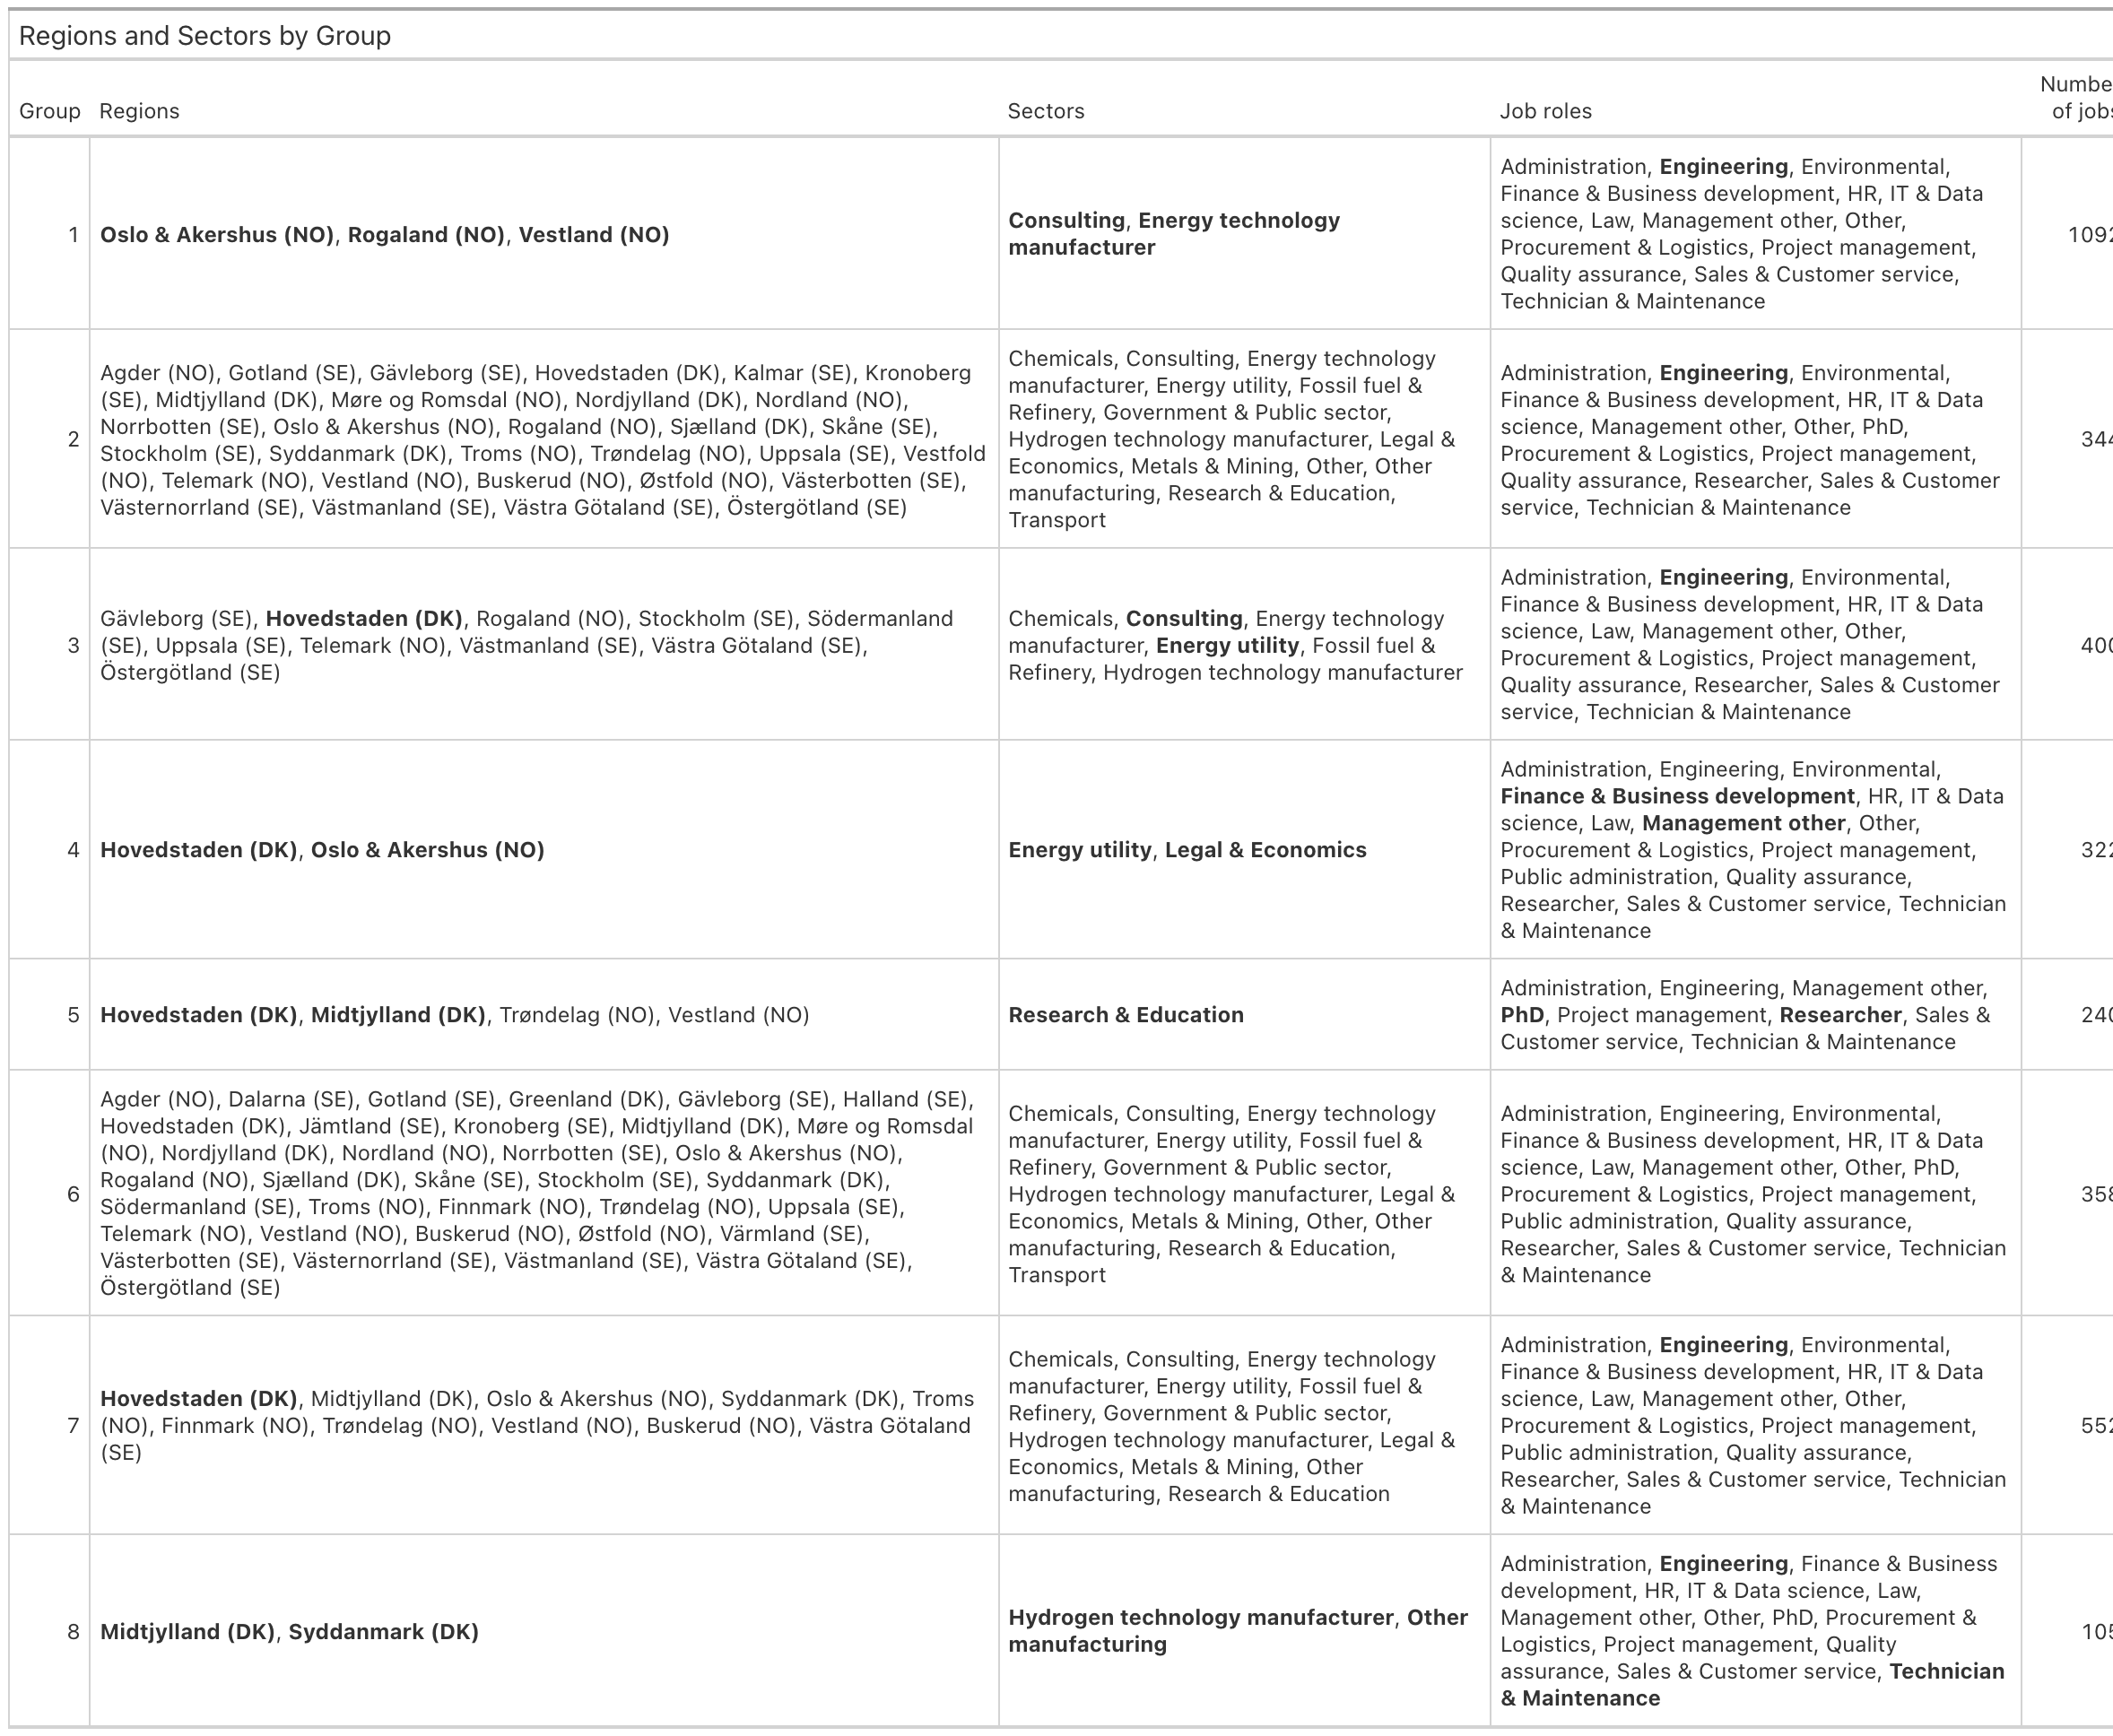 Regions and Sectors by Group
Group Regions Sectors Job roles Numbe
of jobs
1
Oslo & Akershus (NO), Rogaland (NO), Vestland (NO)
Consulting, Energy technology
manufacturer
Administration, Engineering, Environmental,
Finance & Business development, HR, IT & Data
science, Law, Management other, Other,
Procurement & Logistics, Project management,
Quality assurance, Sales & Customer service,
Technician & Maintenance
1092
2
Agder (NO), Gotland (SE), Gävleborg (SE), Hovedstaden (DK), Kalmar (SE), Kronoberg
(SE), Midtjylland (DK), Møre og Romsdal (NO), Nordjylland (DK), Nordland (NO),
Norrbotten (SE), Oslo & Akershus (NO), Rogaland (NO), Sjælland (DK), Skåne (SE),
Stockholm (SE), Syddanmark (DK), Troms (NO), Trøndelag (NO), Uppsala (SE), Vestfold
(NO), Telemark (NO), Vestland (NO), Buskerud (NO), Østfold (NO), Västerbotten (SE),
Västernorrland (SE), Västmanland (SE), Västra Götaland (SE), Östergötland (SE)
Chemicals, Consulting, Energy technology
manufacturer, Energy utility, Fossil fuel &
Refinery, Government & Public sector,
Hydrogen technology manufacturer, Legal &
Economics, Metals & Mining, Other, Other
manufacturing, Research & Education,
Transport
Administration, Engineering, Environmental,
Finance & Business development, HR, IT & Data
science, Management other, Other, PhD,
Procurement & Logistics, Project management,
Quality assurance, Researcher, Sales & Customer
service, Technician & Maintenance
344
3
Gävleborg (SE), Hovedstaden (DK), Rogaland (NO), Stockholm (SE), Södermanland
(SE), Uppsala (SE), Telemark (NO), Västmanland (SE), Västra Götaland (SE),
Östergötland (SE)
Chemicals, Consulting, Energy technology
manufacturer, Energy utility, Fossil fuel &
Refinery, Hydrogen technology manufacturer
Administration, Engineering, Environmental,
Finance & Business development, HR, IT & Data
science, Law, Management other, Other,
Procurement & Logistics, Project management,
Quality assurance, Researcher, Sales & Customer
service, Technician & Maintenance
400
4
Hovedstaden (DK), Oslo & Akershus (NO)
Energy utility, Legal & Economics
Administration, Engineering, Environmental,
Finance & Business development, HR, IT & Data
science, Law, Management other, Other,
Procurement & Logistics, Project management,
Public administration, Quality assurance,
Researcher, Sales & Customer service, Technician
& Maintenance
322
5
Hovedstaden (DK), Midtjylland (DK), Trøndelag (NO), Vestland (NO)
Research & Education
Administration, Engineering, Management other,
PhD, Project management, Researcher, Sales &
Customer service, Technician & Maintenance
240
6
Agder (NO), Dalarna (SE), Gotland (SE), Greenland (DK), Gävleborg (SE), Halland (SE),
Hovedstaden (DK), Jämtland (SE), Kronoberg (SE), Midtjylland (DK), Møre og Romsdal
(NO), Nordjylland (DK), Nordland (NO), Norrbotten (SE), Oslo & Akershus (NO),
Rogaland (NO), Sjælland (DK), Skåne (SE), Stockholm (SE), Syddanmark (DK),
Södermanland (SE), Troms (NO), Finnmark (NO), Trøndelag (NO), Uppsala (SE),
Telemark (NO), Vestland (NO), Buskerud (NO), Østfold (NO), Värmland (SE),
Västerbotten (SE), Västernorrland (SE), Västmanland (SE), Västra Götaland (SE),
Östergötland (SE)
Chemicals, Consulting, Energy technology
manufacturer, Energy utility, Fossil fuel &
Refinery, Government & Public sector,
Hydrogen technology manufacturer, Legal &
Economics, Metals & Mining, Other, Other
manufacturing, Research & Education,
Transport
Administration, Engineering, Environmental,
Finance & Business development, HR, IT & Data
science, Law, Management other, Other, PhD,
Procurement & Logistics, Project management,
Public administration, Quality assurance,
Researcher, Sales & Customer service, Technician
& Maintenance
358
7
Hovedstaden (DK), Midtjylland (DK), Oslo & Akershus (NO), Syddanmark (DK), Troms
(NO), Finnmark (NO), Trøndelag (NO), Vestland (NO), Buskerud (NO), Västra Götaland
(SE)
Chemicals, Consulting, Energy technology
manufacturer, Energy utility, Fossil fuel &
Refinery, Government & Public sector,
Hydrogen technology manufacturer, Legal &
Economics, Metals & Mining, Other
manufacturing, Research & Education
Administration, Engineering, Environmental,
Finance & Business development, HR, IT & Data
science, Law, Management other, Other,
Procurement & Logistics, Project management,
Public administration, Quality assurance,
Researcher, Sales & Customer service, Technician
& Maintenance
552
8
Midtjylland (DK), Syddanmark (DK)
Hydrogen technology manufacturer, Other
manufacturing
Administration, Engineering, Finance & Business
development, HR, IT & Data science, Law,
Management other, Other, PhD, Procurement &
Logistics, Project management, Quality
assurance, Sales & Customer service, Technician
& Maintenance
105